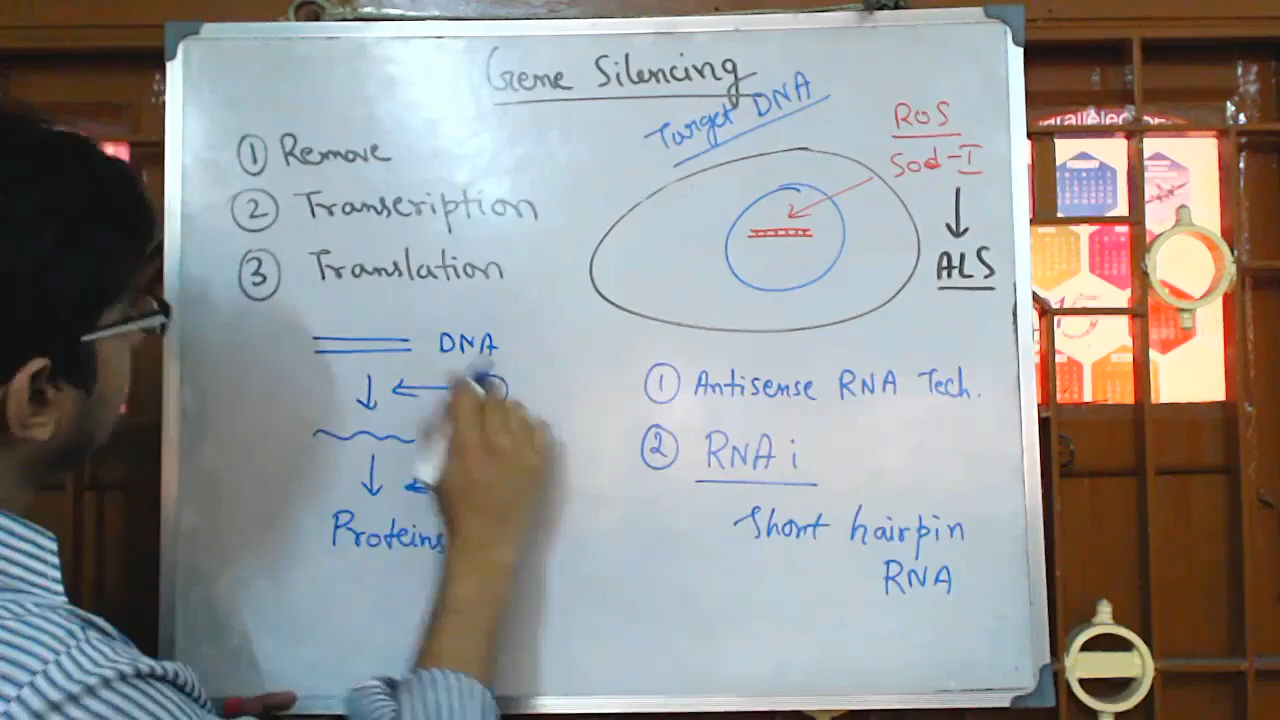 Gene Silencing
① Remove
② Transcription
③ Translation
DNA
Proteins
Target DNA
ROS
Sod-I
ALS
① Antisense RNA Tech.
② RNA i
Short hairpin
RNA